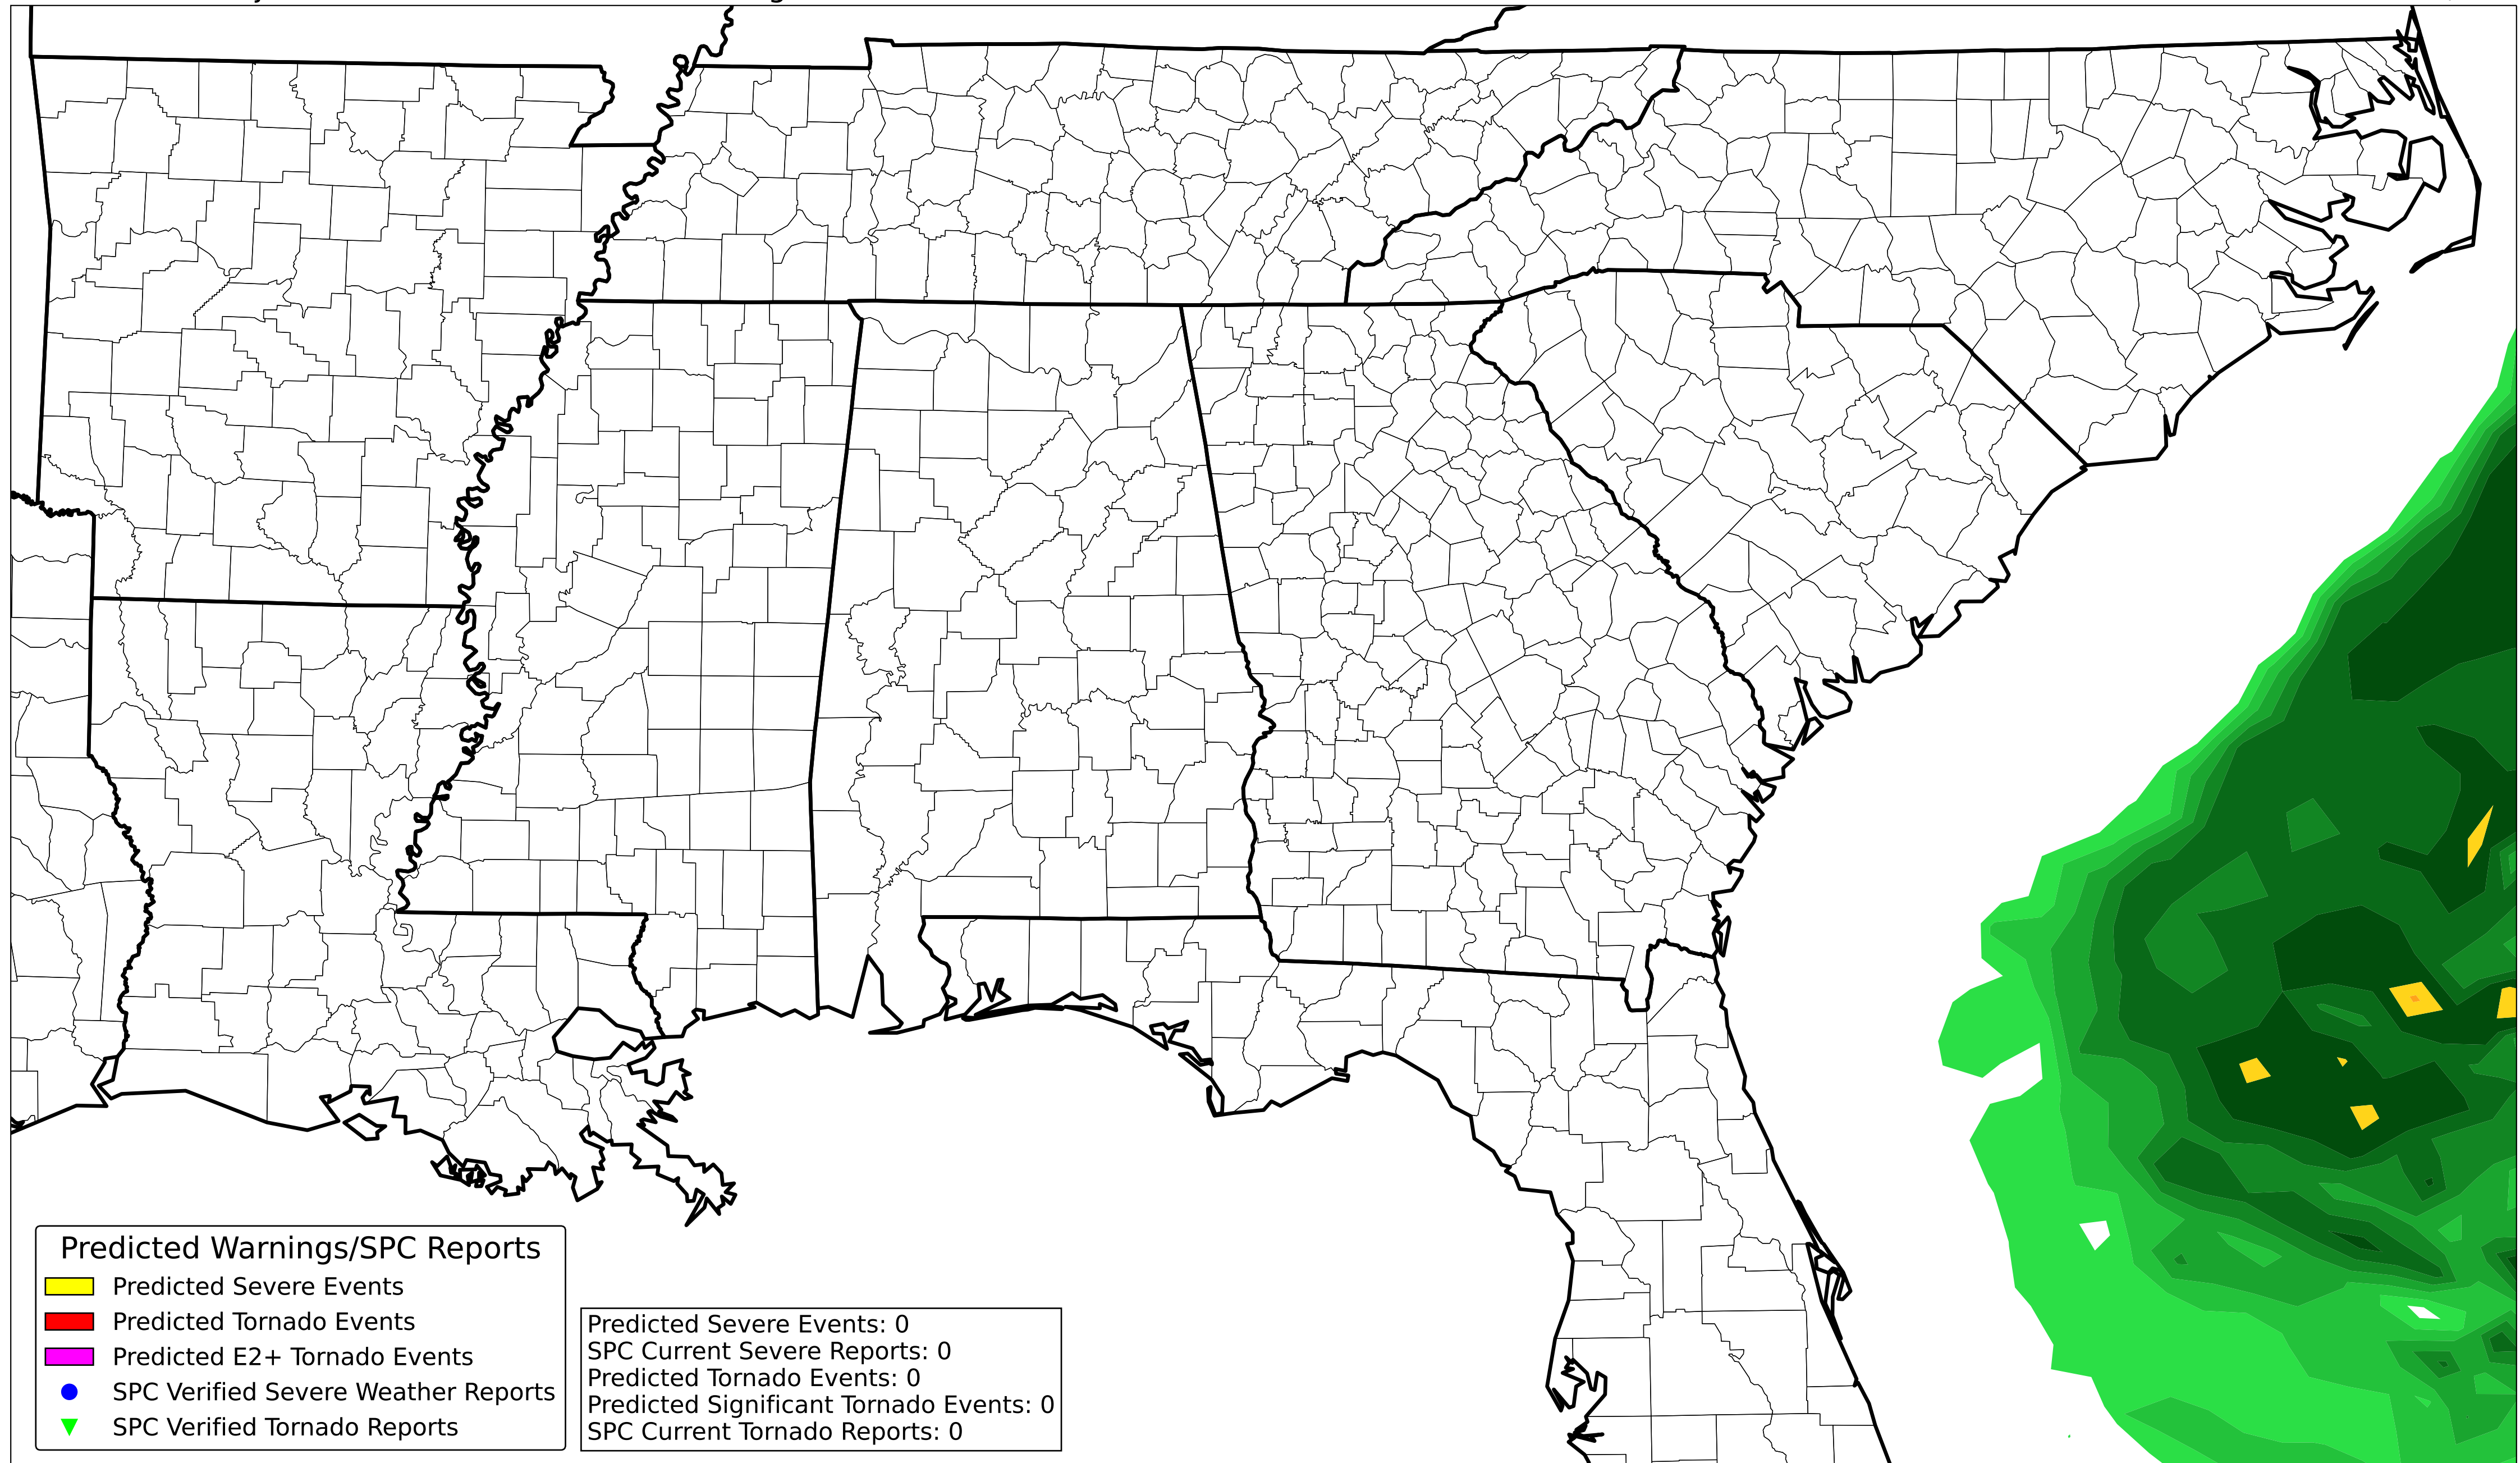 Predicted Warnings/SPC Reports
Predicted Severe Events
Predicted Tornado Events
Predicted E2+ Tornado Events
SPC Verified Severe Weather Reports
SPC Verified Tornado Reports
Predicted Severe Events: 0
SPC Current Severe Reports: 0
Predicted Tornado Events: 0
Predicted Significant Tornado Events: 0
SPC Current Tornado Reports: 0